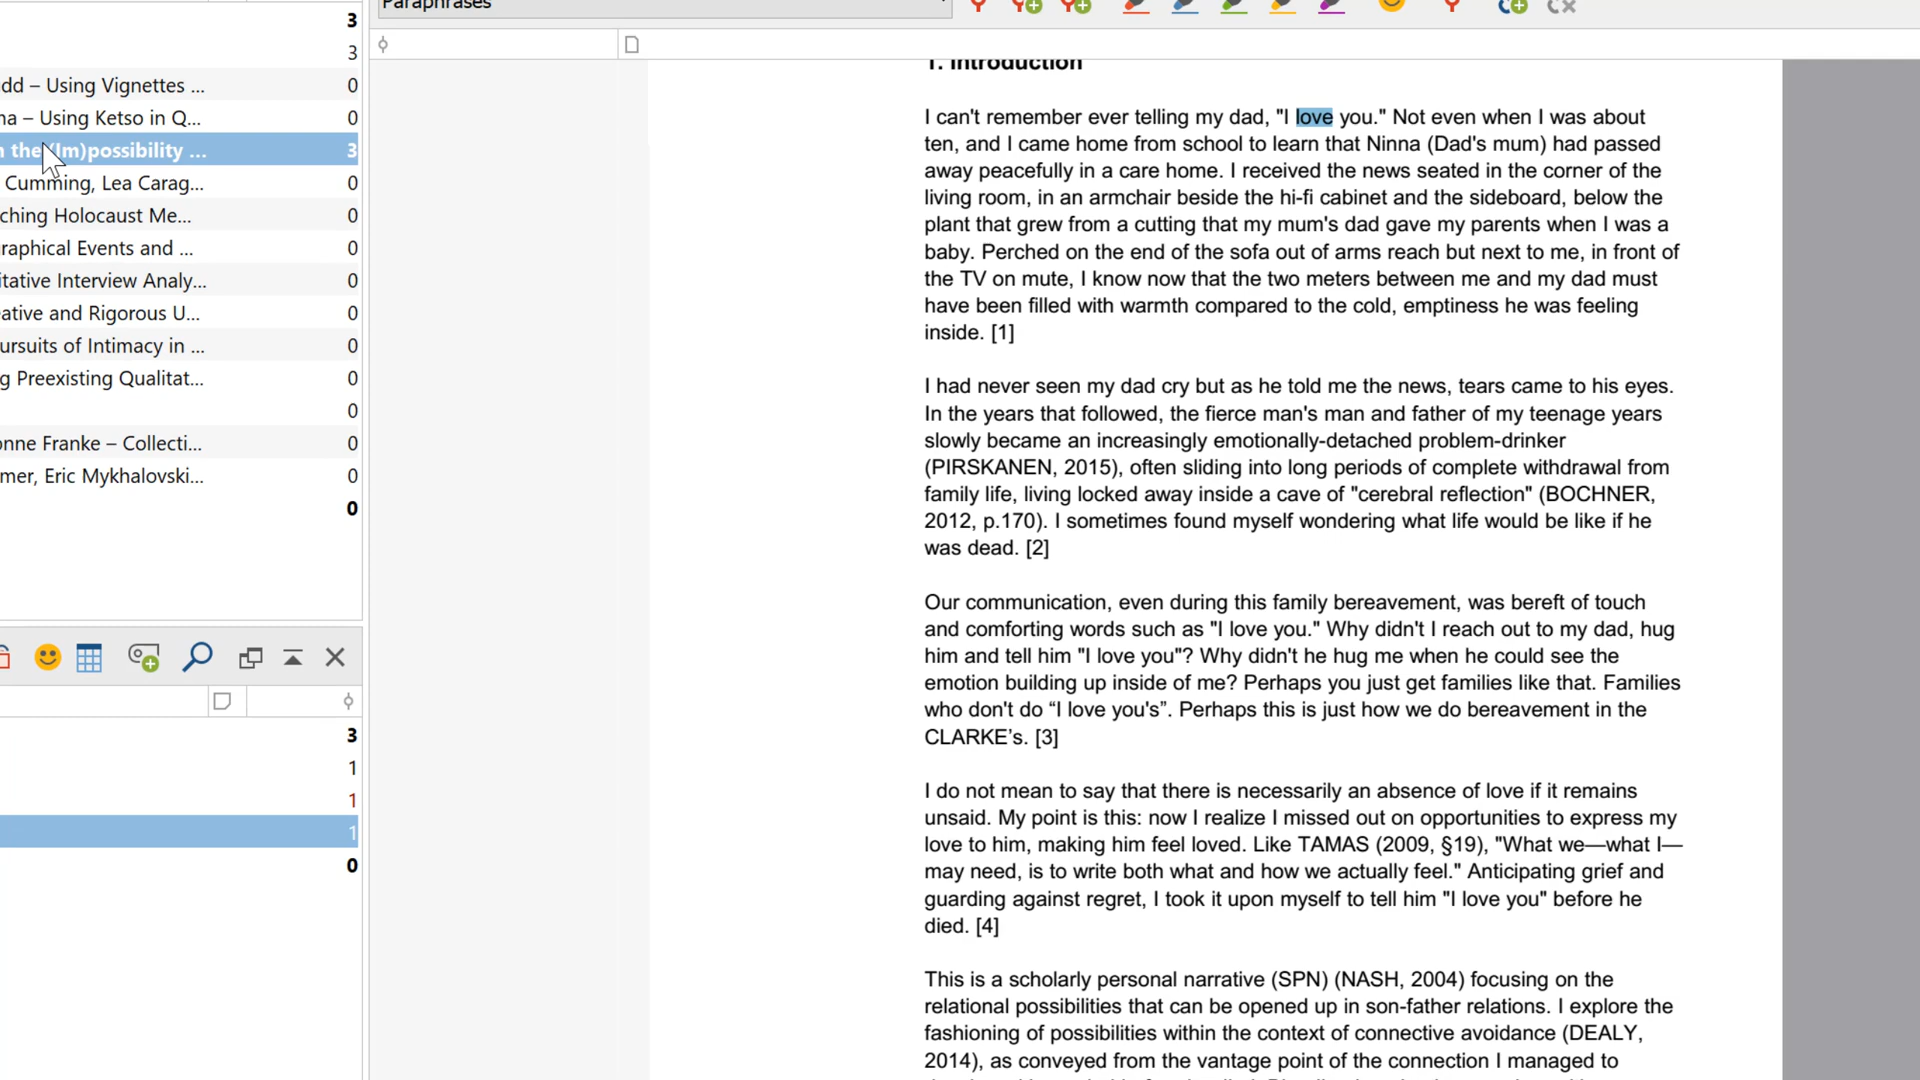 Paraphrases
3
3
dd – Using Vignettes ... 0
na – Using Ketso in Q... 0
n the (Im)possibility ... 3
Cumming, Lea Carag... 0
ching Holocaust Me... 0
raphical Events and ... 0
itative Interview Analy... 0
eative and Rigorous U... 0
ursuits of Intimacy in ... 0
g Preexisting Qualitat... 0
0
onne Franke – Collecti... 0
mer, Eric Mykhalovski... 0
0
3
1
1
1
0
1. Introduction
I can't remember ever telling my dad, "I love you." Not even when I was about
ten, and I came home from school to learn that Ninna (Dad's mum) had passed
away peacefully in a care home. I received the news seated in the corner of the
living room, in an armchair beside the hi-fi cabinet and the sideboard, below the
plant that grew from a cutting that my mum's dad gave my parents when I was a
baby. Perched on the end of the sofa out of arms reach but next to me, in front of
the TV on mute, I know now that the two meters between me and my dad must
have been filled with warmth compared to the cold, emptiness he was feeling
inside. [1]
I had never seen my dad cry but as he told me the news, tears came to his eyes.
In the years that followed, the fierce man's man and father of my teenage years
slowly became an increasingly emotionally-detached problem-drinker
(PIRSKANEN, 2015), often sliding into long periods of complete withdrawal from
family life, living locked away inside a cave of "cerebral reflection" (BOCHNER,
2012, p.170). I sometimes found myself wondering what life would be like if he
was dead. [2]
Our communication, even during this family bereavement, was bereft of touch
and comforting words such as "I love you." Why didn't I reach out to my dad, hug
him and tell him "I love you"? Why didn't he hug me when he could see the
emotion building up inside of me? Perhaps you just get families like that. Families
who don't do “I love you's”. Perhaps this is just how we do bereavement in the
CLARKE’s. [3]
I do not mean to say that there is necessarily an absence of love if it remains
unsaid. My point is this: now I realize I missed out on opportunities to express my
love to him, making him feel loved. Like TAMAS (2009, §19), "What we—what I—
may need, is to write both what and how we actually feel." Anticipating grief and
guarding against regret, I took it upon myself to tell him "I love you" before he
died. [4]
This is a scholarly personal narrative (SPN) (NASH, 2004) focusing on the
relational possibilities that can be opened up in son-father relations. I explore the
fashioning of possibilities within the context of connective avoidance (DEALY,
2014), as conveyed from the vantage point of the connection I managed to